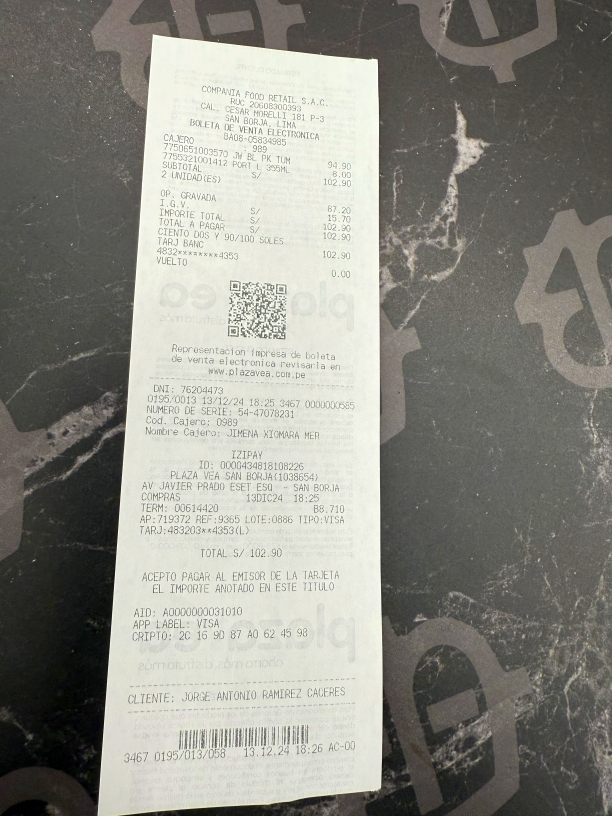 COMPANIA FOOD RETAIL S.A.C.
RUC 20608300393
CAL. CESAR MORELLI 181 P-3
SAN BORJA, LIMA
BOLETA DE VENTA ELECTRONICA
BA08-05834985
CAJERO : 989
7750651003570 JW BL PK TUM 94.90
7755321001412 PORT L 355ML 8.00
SUBTOTAL S/ 102.90
2 UNIDAD(ES)
OP. GRAVADA S/ 87.20
I.G.V. S/ 15.70
IMPORTE TOTAL S/ 102.90
TOTAL A PAGAR S/ 102.90
CIENTO DOS Y 90/100 SOLES
TARJ BANC 102.90
4832********4353
VUELTO 0.00
Representacion impresa de boleta
de venta electronica revisarla en
www.plazavea.com.pe
DNI: 76204473
0195/0013 13/12/24 18:25 3467 0000000585
NUMERO DE SERIE: 54-47078231
Cod. Cajero: 0989
Nombre Cajero: JIMENA XIOMARA MER
IZIPAY
ID: 0000434818108226
PLAZA VEA SAN BORJA(1038654)
AV JAVIER PRADO ESET ESQ - SAN BORJA
COMPRAS 13DIC24 18:25
TERM: 00614420 B8.710
AP:719372 REF:9365 LOTE:0886 TIPO:VISA
TARJ:483203**4353(L)
TOTAL S/ 102.90
ACEPTO PAGAR AL EMISOR DE LA TARJETA
EL IMPORTE ANOTADO EN ESTE TITULO
AID: A0000000031010
APP LABEL: VISA
CRIPTO: 2C 16 90 87 A0 62 45 98
CLIENTE: JORGE ANTONIO RAMIREZ CACERES
3467 0195/013/058 13.12.24 18:26 AC-00